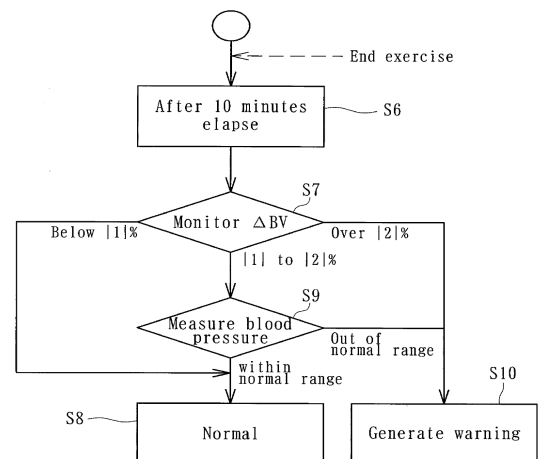 End exercise
After 10 minutes
elapse
S6
S7
Monitor △BV
Below |1|%
Over |2|%
|1| to |2|%
S9
Measure blood
pressure
Out of
normal range
within
normal range
S10
S8
Normal
Generate warning